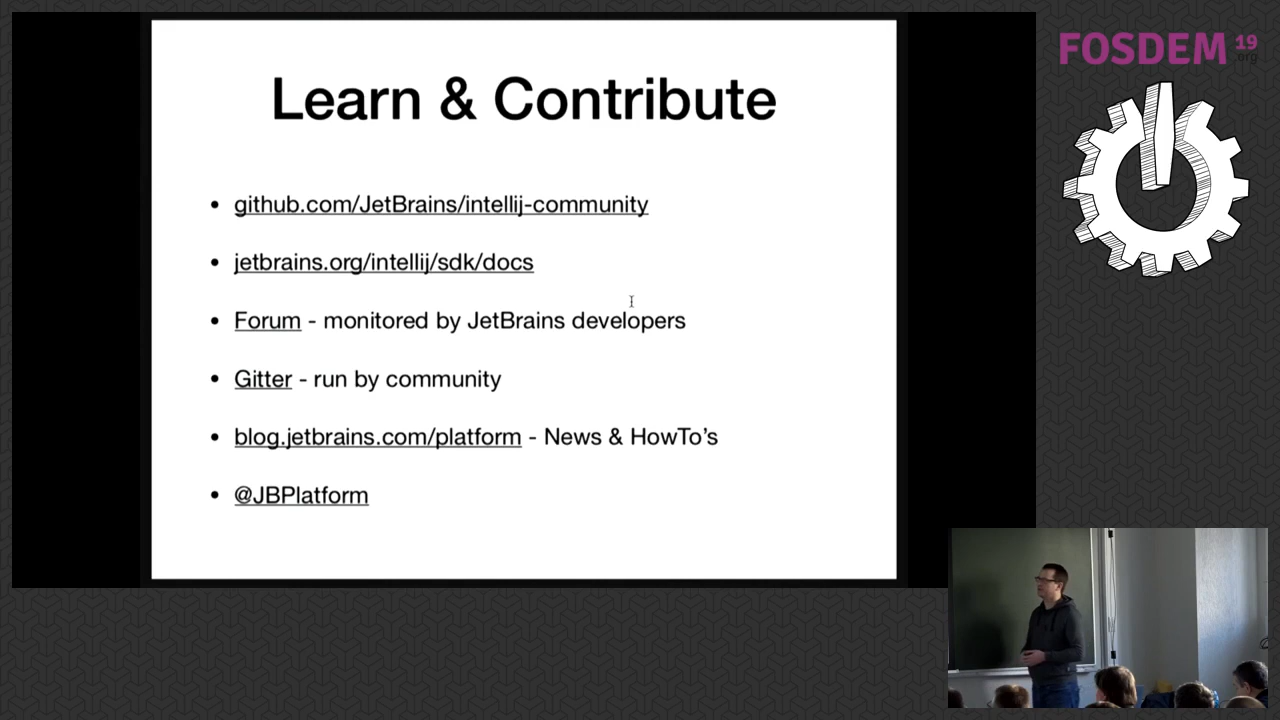 Learn & Contribute
• github.com/JetBrains/intellij-community
• jetbrains.org/intellij/sdk/docs
• Forum - monitored by JetBrains developers
• Gitter - run by community
• blog.jetbrains.com/platform - News & HowTo’s
• @JBPlatform
FOSDEM 19
.org